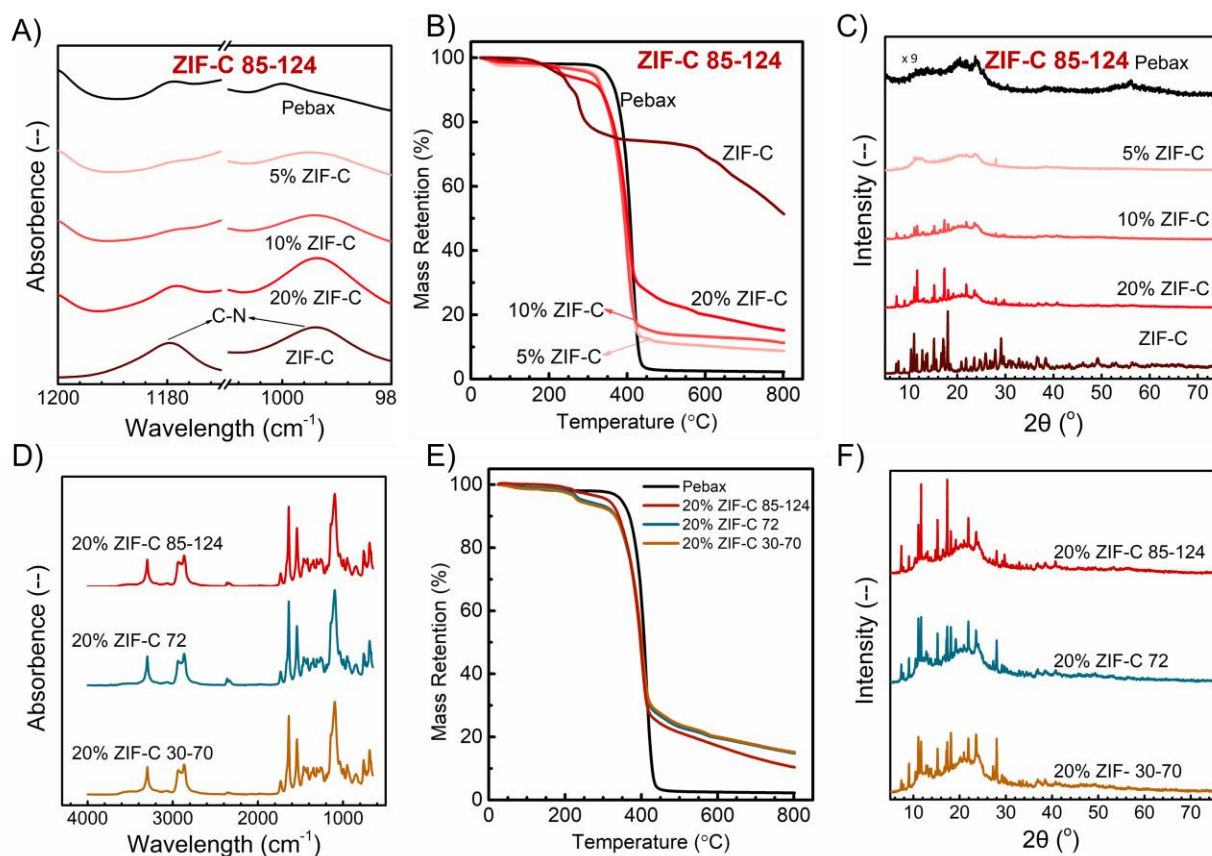 A)
ZIF-C 85-124
Absorbence (--)
Pebax
5% ZIF-C
10% ZIF-C
20% ZIF-C
C-N
ZIF-C
1200 1180 1000 98
Wavelength (cm-1)
B)
ZIF-C 85-124
Mass Retention (%)
100
80
60
40
20
0
Pebax
ZIF-C
10% ZIF-C
20% ZIF-C
5% ZIF-C
0 200 400 600 800
Temperature (°C)
C)
x 9
ZIF-C 85-124
Pebax
Intensity (--)
5% ZIF-C
10% ZIF-C
20% ZIF-C
ZIF-C
10 20 30 40 50 60 70
2θ (°)
D)
Absorbence (--)
20% ZIF-C 85-124
20% ZIF-C 72
20% ZIF-C 30-70
4000 3000 2000 1000
Wavelength (cm-1)
E)
Mass Retention (%)
100
80
60
40
20
0
Pebax
20% ZIF-C 85-124
20% ZIF-C 72
20% ZIF-C 30-70
0 200 400 600 800
Temperature (°C)
F)
Intensity (--)
20% ZIF-C 85-124
20% ZIF-C 72
20% ZIF- 30-70
10 20 30 40 50 60 70
2θ (°)